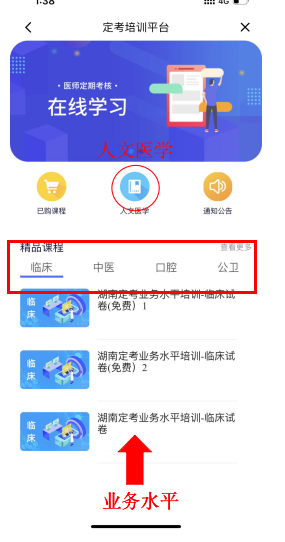 1:38
4G
定考培训平台
·医师定期考核·
在线学习
人文医学
已购课程
人文医学
通知公告
精品课程
查看更多
临床
中医
口腔
公卫
临床
湖南定考业务水平培训-临床试
卷(免费）1
临床
湖南定考业务水平培训-临床试
卷(免费）2
临床
湖南定考业务水平培训-临床试
卷
业务水平